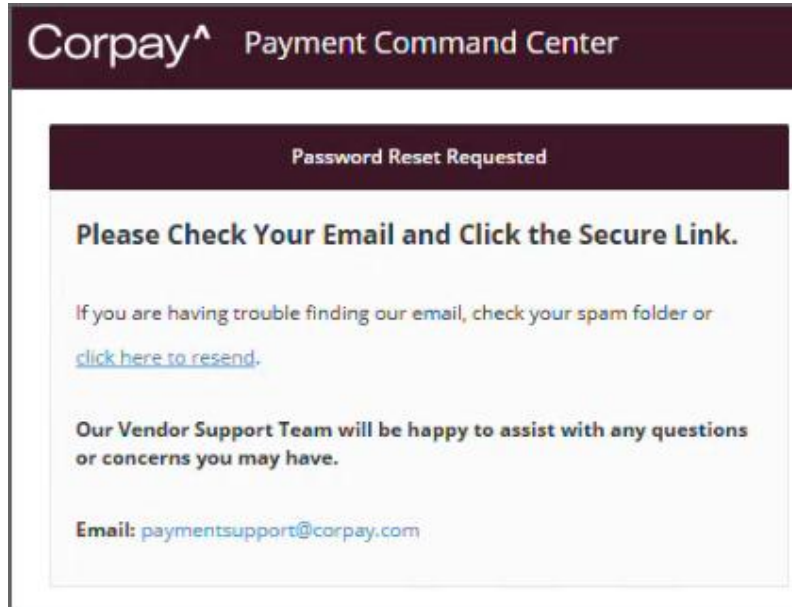 Corpay^ Payment Command Center
Password Reset Requested
Please Check Your Email and Click the Secure Link.
If you are having trouble finding our email, check your spam folder or
click here to resend.
Our Vendor Support Team will be happy to assist with any questions
or concerns you may have.
Email: paymentsupport@corpay.com